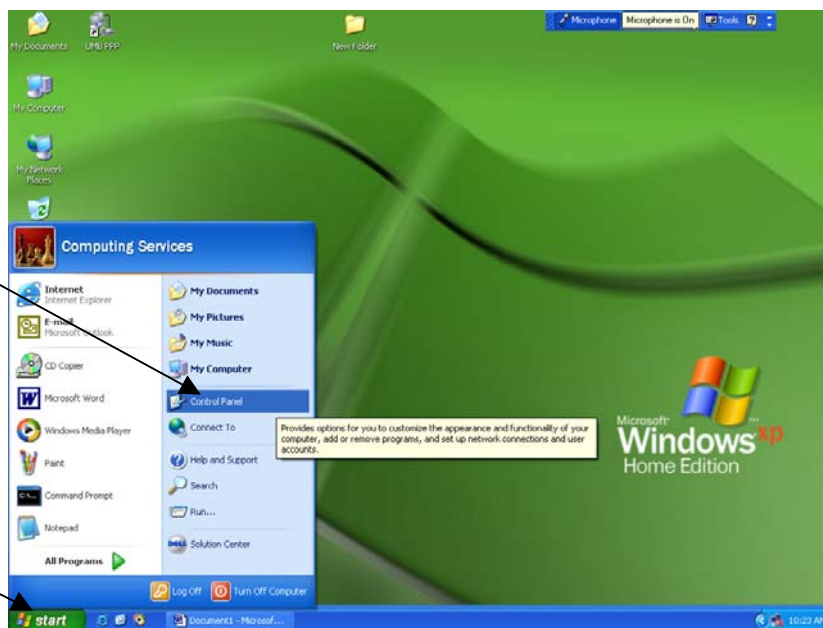 My Documents
UMB PPP
New Folder
Microphone
Microphone is On
Tools
My Computer
My Network
Places
Computing Services
Internet
Internet Explorer
E-mail
Microsoft Outlook
CD Copier
Microsoft Word
Windows Media Player
Paint
Command Prompt
Notepad
All Programs
My Documents
My Pictures
My Music
My Computer
Control Panel
Connect To
Help and Support
Search
Run...
Solution Center
Provides options for you to customize the appearance and functionality of your
computer, add or remove programs, and set up network connections and user
accounts.
Microsoft
Windows xp
Home Edition
Log Off
Turn Off Computer
start
Document1 - Microsof...
10:23 AM